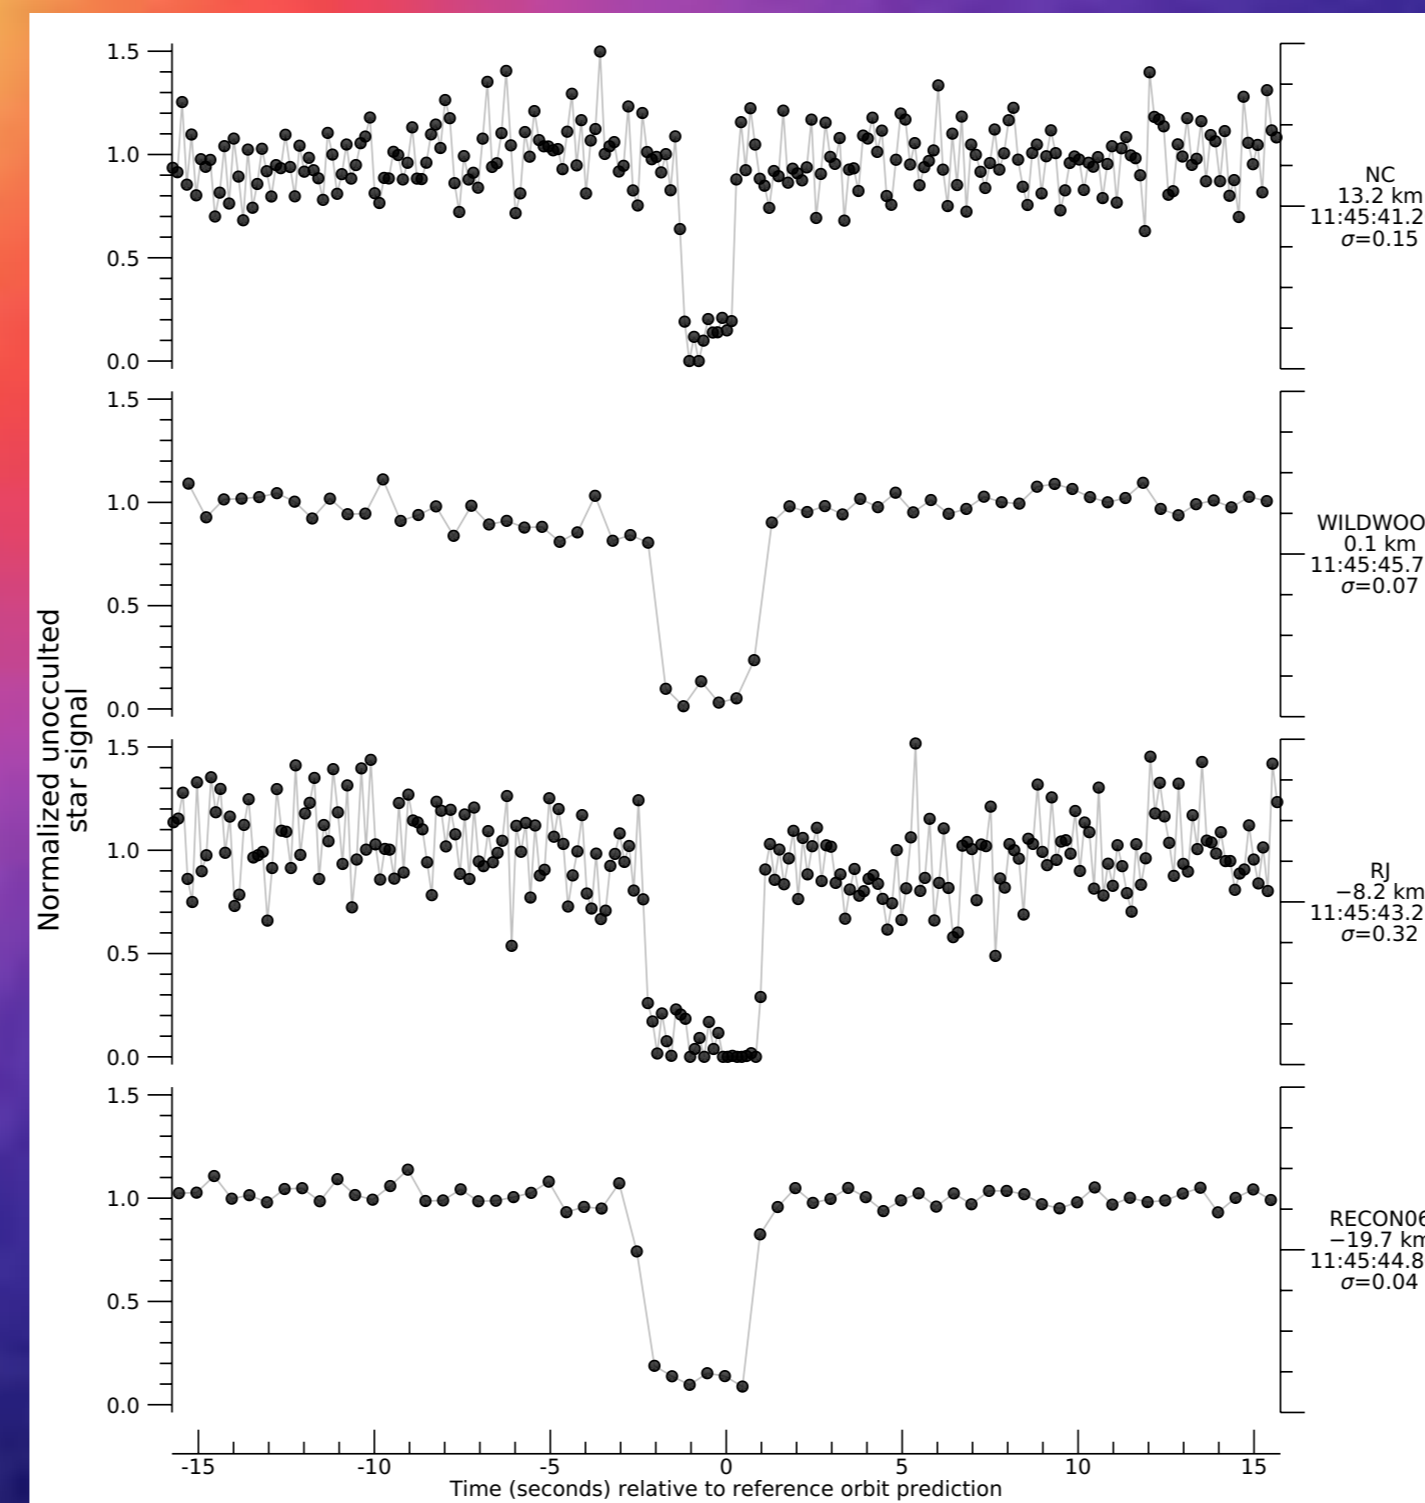 Normalized unocculted
star signal
1.5
1.0
0.5
0.0
NC
13.2 km
11:45:41.2
σ=0.15
1.5
1.0
0.5
0.0
WILDWOO
0.1 km
11:45:45.7
σ=0.07
1.5
1.0
0.5
0.0
RJ
−8.2 km
11:45:43.2
σ=0.32
1.5
1.0
0.5
0.0
RECON06
−19.7 km
11:45:44.8
σ=0.04
-15 -10 -5 0 5 10 15
Time (seconds) relative to reference orbit prediction